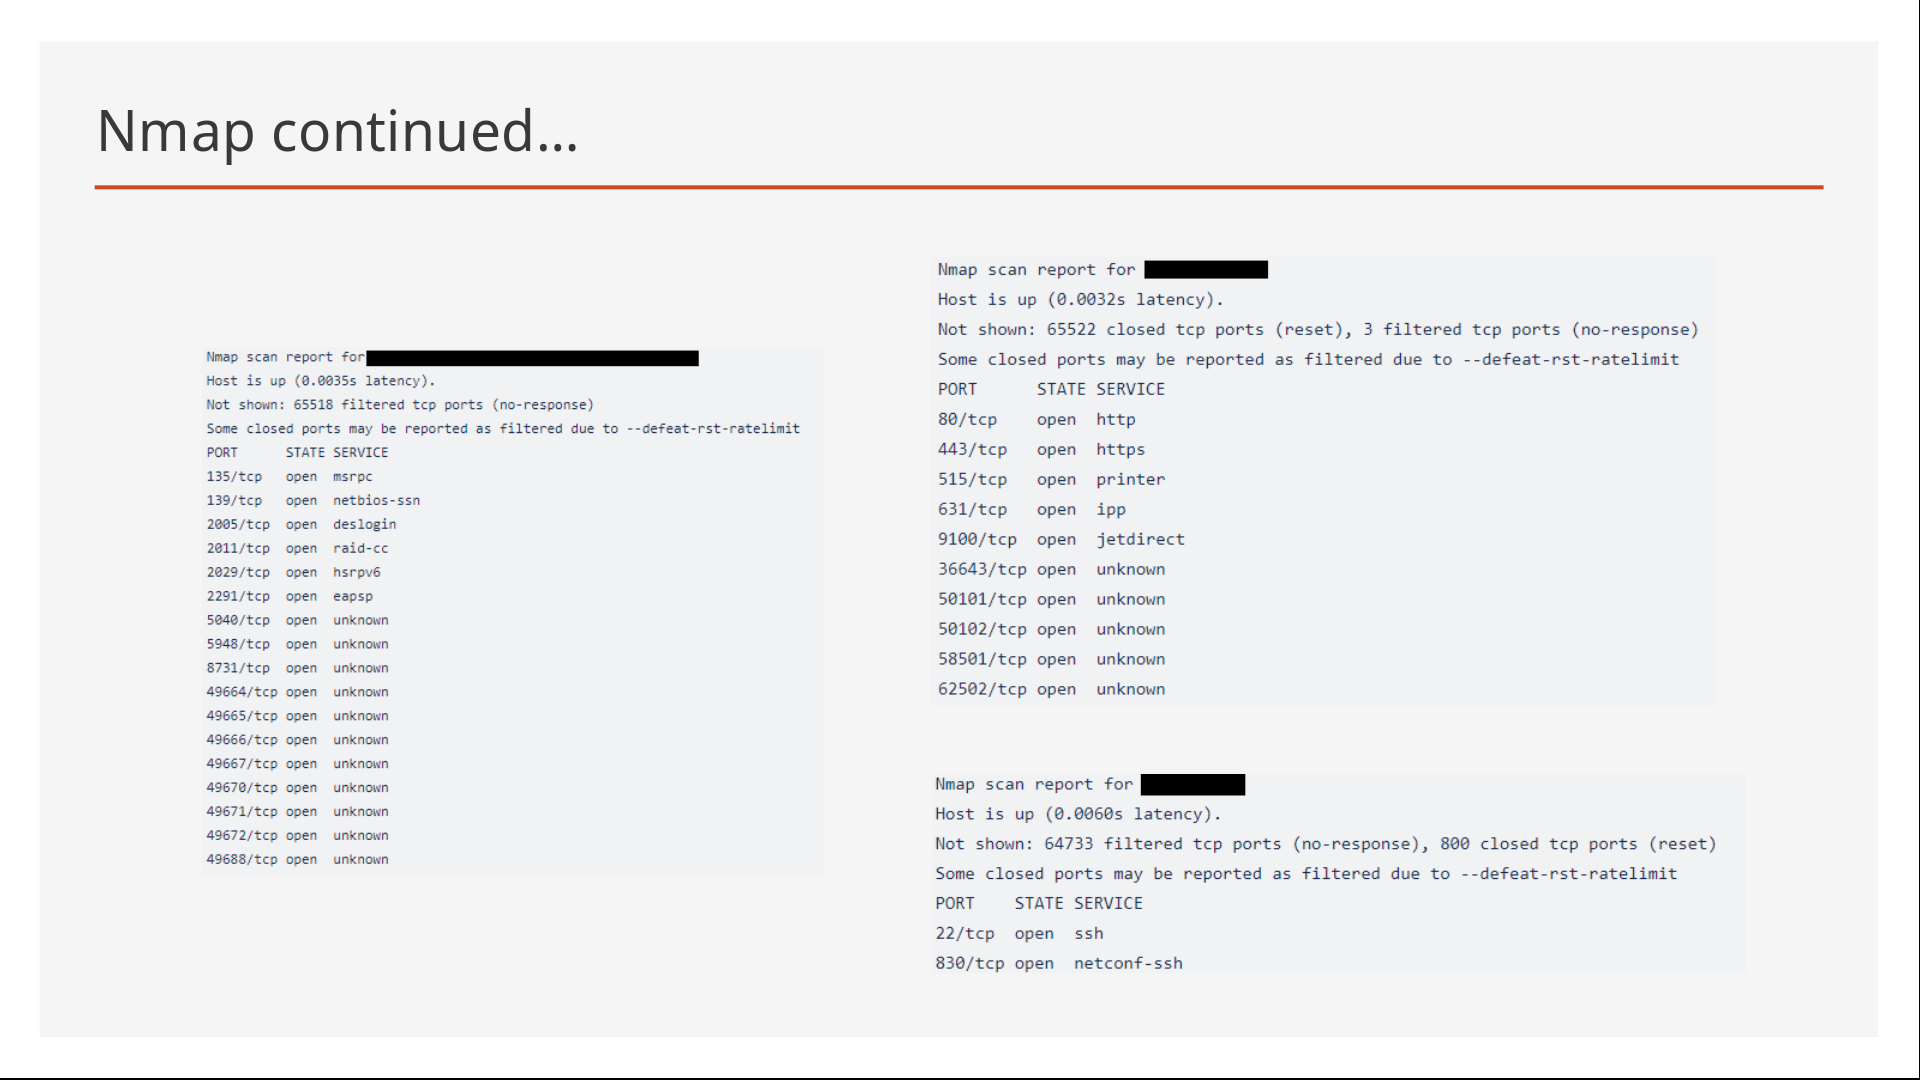 Nmap continued...
Nmap scan report for
Host is up (0.0035s latency).
Not shown: 65518 filtered tcp ports (no-response)
Some closed ports may be reported as filtered due to --defeat-rst-ratelimit
PORT      STATE SERVICE
135/tcp   open  msrpc
139/tcp   open  netbios-ssn
2005/tcp  open  deslogin
2011/tcp  open  raid-cc
2029/tcp  open  hsrpv6
2291/tcp  open  eapsp
5040/tcp  open  unknown
5948/tcp  open  unknown
8731/tcp  open  unknown
49664/tcp open  unknown
49665/tcp open  unknown
49666/tcp open  unknown
49667/tcp open  unknown
49670/tcp open  unknown
49671/tcp open  unknown
49672/tcp open  unknown
49688/tcp open  unknown
Nmap scan report for
Host is up (0.0032s latency).
Not shown: 65522 closed tcp ports (reset), 3 filtered tcp ports (no-response)
Some closed ports may be reported as filtered due to --defeat-rst-ratelimit
PORT      STATE SERVICE
80/tcp    open  http
443/tcp   open  https
515/tcp   open  printer
631/tcp   open  ipp
9100/tcp  open  jetdirect
36643/tcp open  unknown
50101/tcp open  unknown
50102/tcp open  unknown
58501/tcp open  unknown
62502/tcp open  unknown
Nmap scan report for
Host is up (0.0060s latency).
Not shown: 64733 filtered tcp ports (no-response), 800 closed tcp ports (reset)
Some closed ports may be reported as filtered due to --defeat-rst-ratelimit
PORT    STATE SERVICE
22/tcp  open  ssh
830/tcp open  netconf-ssh